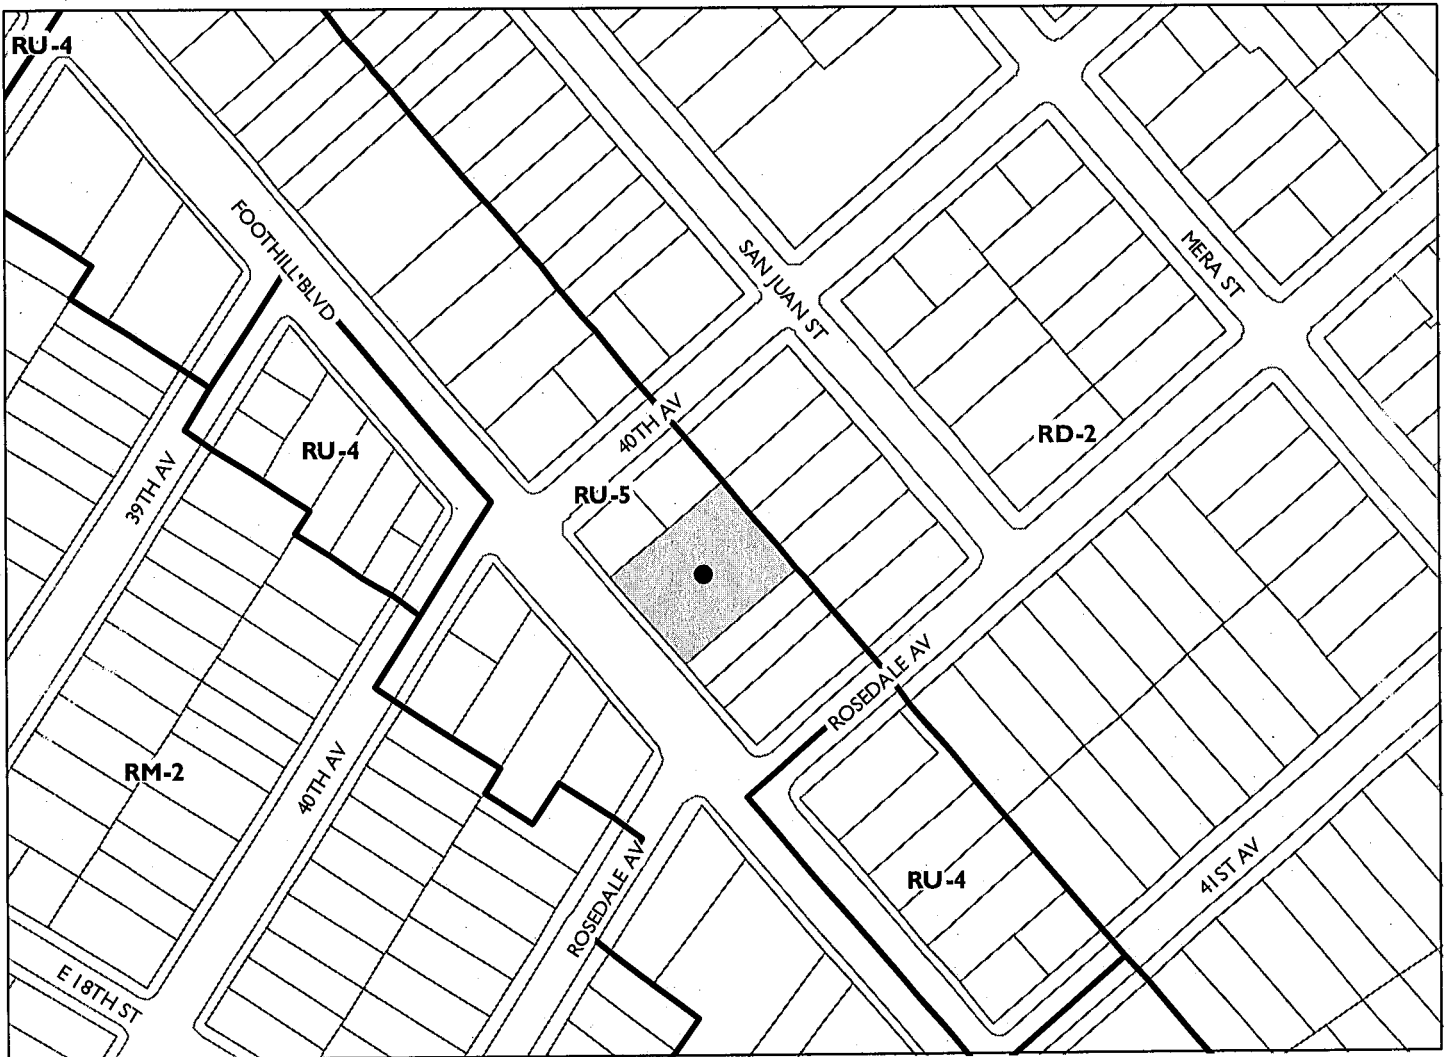 RU-4
FOOTHILL BLVD
SAN JUAN ST
MERA ST
40TH AV
RD-2
RU-4
39TH AV
RU-5
ROSEDALE AV
RM-2
40TH AV
RU-4
41ST AV
ROSEDALE AV
E 18TH ST